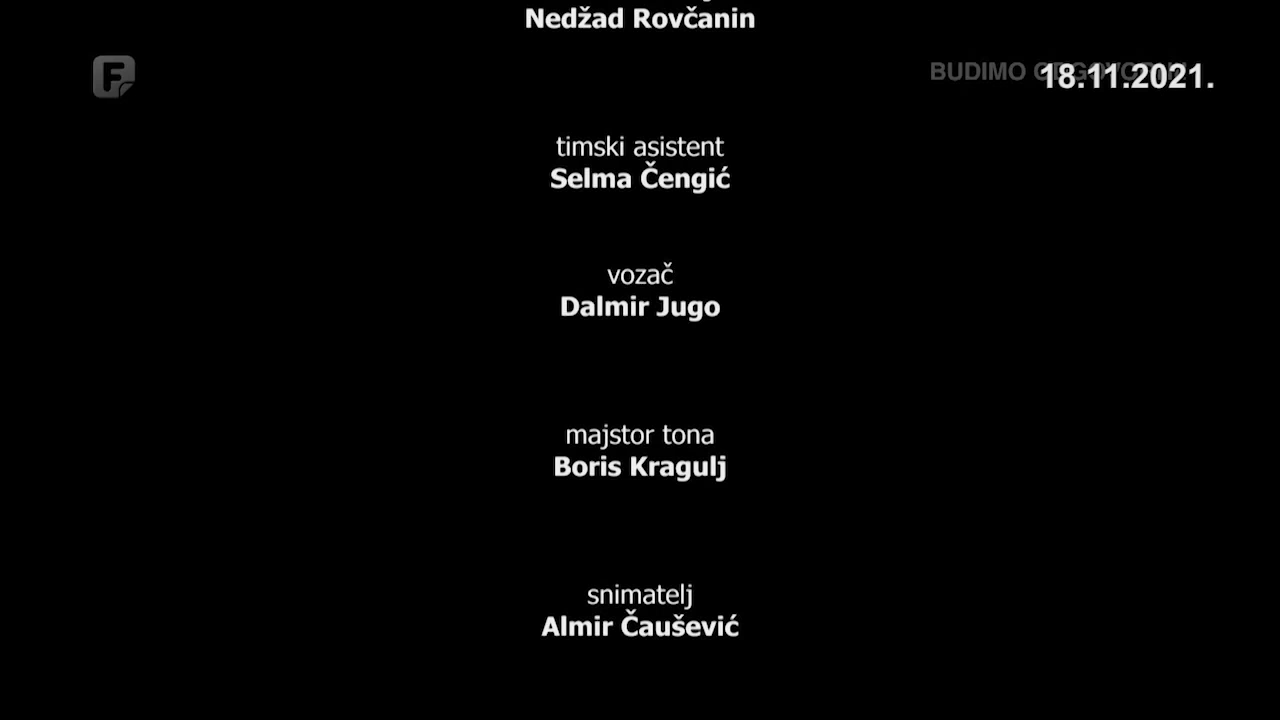 Nedžad Rovčanin
F
BUDIMO
18.11.2021.
timski asistent
Selma Čengić
vozač
Dalmir Jugo
majstor tona
Boris Kragulj
snimatelj
Almir Čaušević